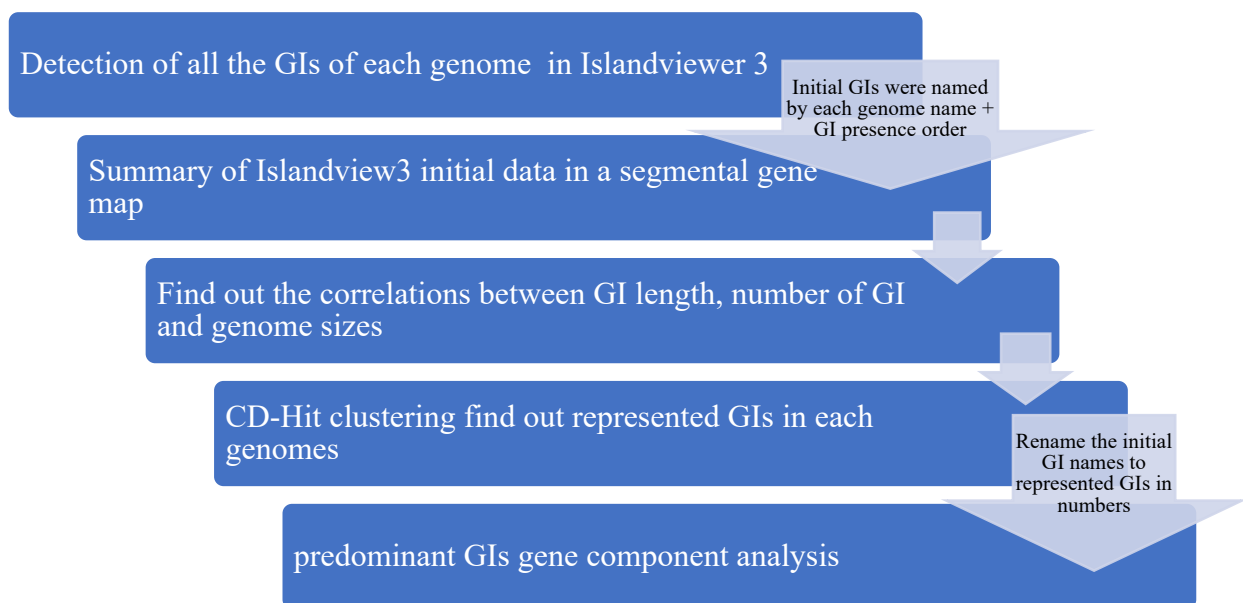 Detection of all the GIs of each genome in Islandviewer 3
Initial GIs were named
by each genome name +
GI presence order
Summary of Islandview3 initial data in a segmental gene
map
Find out the correlations between GI length, number of GI
and genome sizes
CD-Hit clustering find out represented GIs in each
genomes
Rename the initial
GI names to
represented GIs in
numbers
predominant GIs gene component analysis